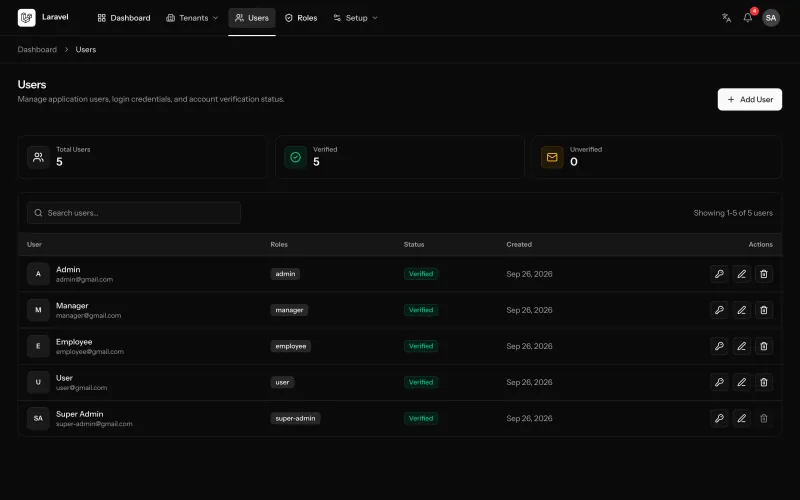 Laravel
Dashboard
Tenants
Users
Roles
Setup
4
SA
Dashboard > Users
Users
Manage application users, login credentials, and account verification status.
+ Add User
Total Users
5
Verified
5
Unverified
0
Search users...
Showing 1-5 of 5 users
User Roles Status Created Actions
A
Admin
admin@gmail.com
admin
Verified
Sep 26, 2026
M
Manager
manager@gmail.com
manager
Verified
Sep 26, 2026
E
Employee
employee@gmail.com
employee
Verified
Sep 26, 2026
U
User
user@gmail.com
user
Verified
Sep 26, 2026
SA
Super Admin
super-admin@gmail.com
super-admin
Verified
Sep 26, 2026